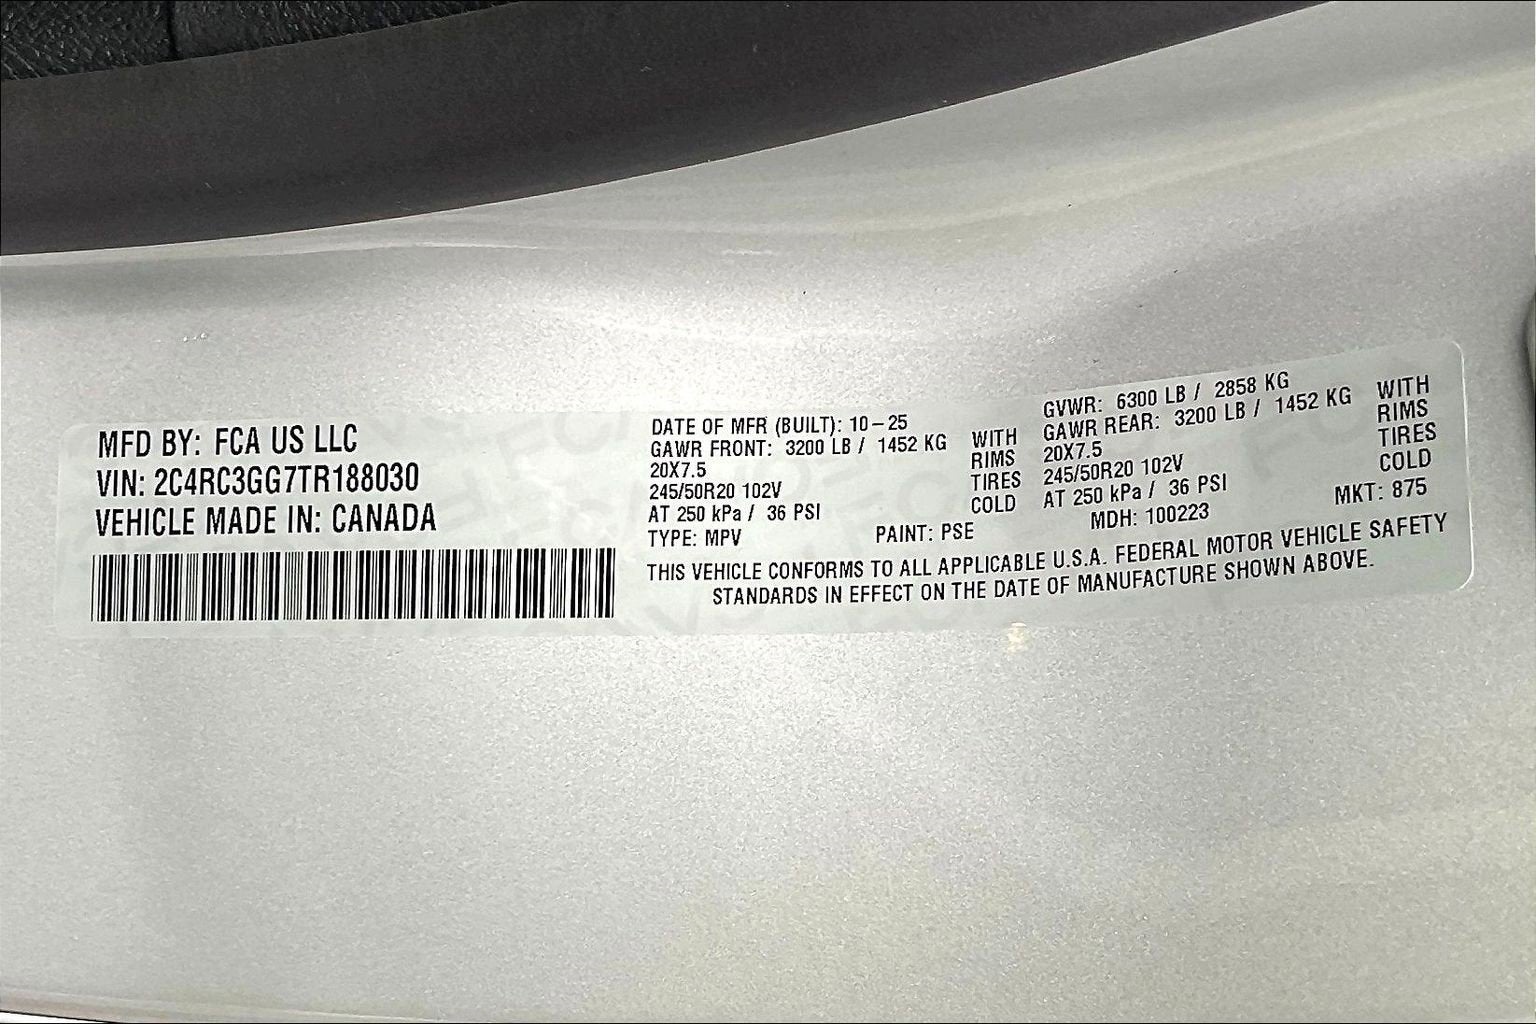 MFD BY: FCA US LLC
VIN: 2C4RC3GG7TR188030
VEHICLE MADE IN: CANADA
DATE OF MFR (BUILT): 10-25
GAWR FRONT: 3200 LB / 1452 KG WITH
20X7.5 RIMS
245/50R20 102V TIRES
AT 250 kPa / 36 PSI COLD
TYPE: MPV PAINT: PSE
GVWR: 6300 LB / 2858 KG
GAWR REAR: 3200 LB / 1452 KG WITH
20X7.5 RIMS
245/50R20 102V TIRES
AT 250 kPa / 36 PSI COLD
MDH: 100223 MKT: 875
THIS VEHICLE CONFORMS TO ALL APPLICABLE U.S.A. FEDERAL MOTOR VEHICLE SAFETY
STANDARDS IN EFFECT ON THE DATE OF MANUFACTURE SHOWN ABOVE.